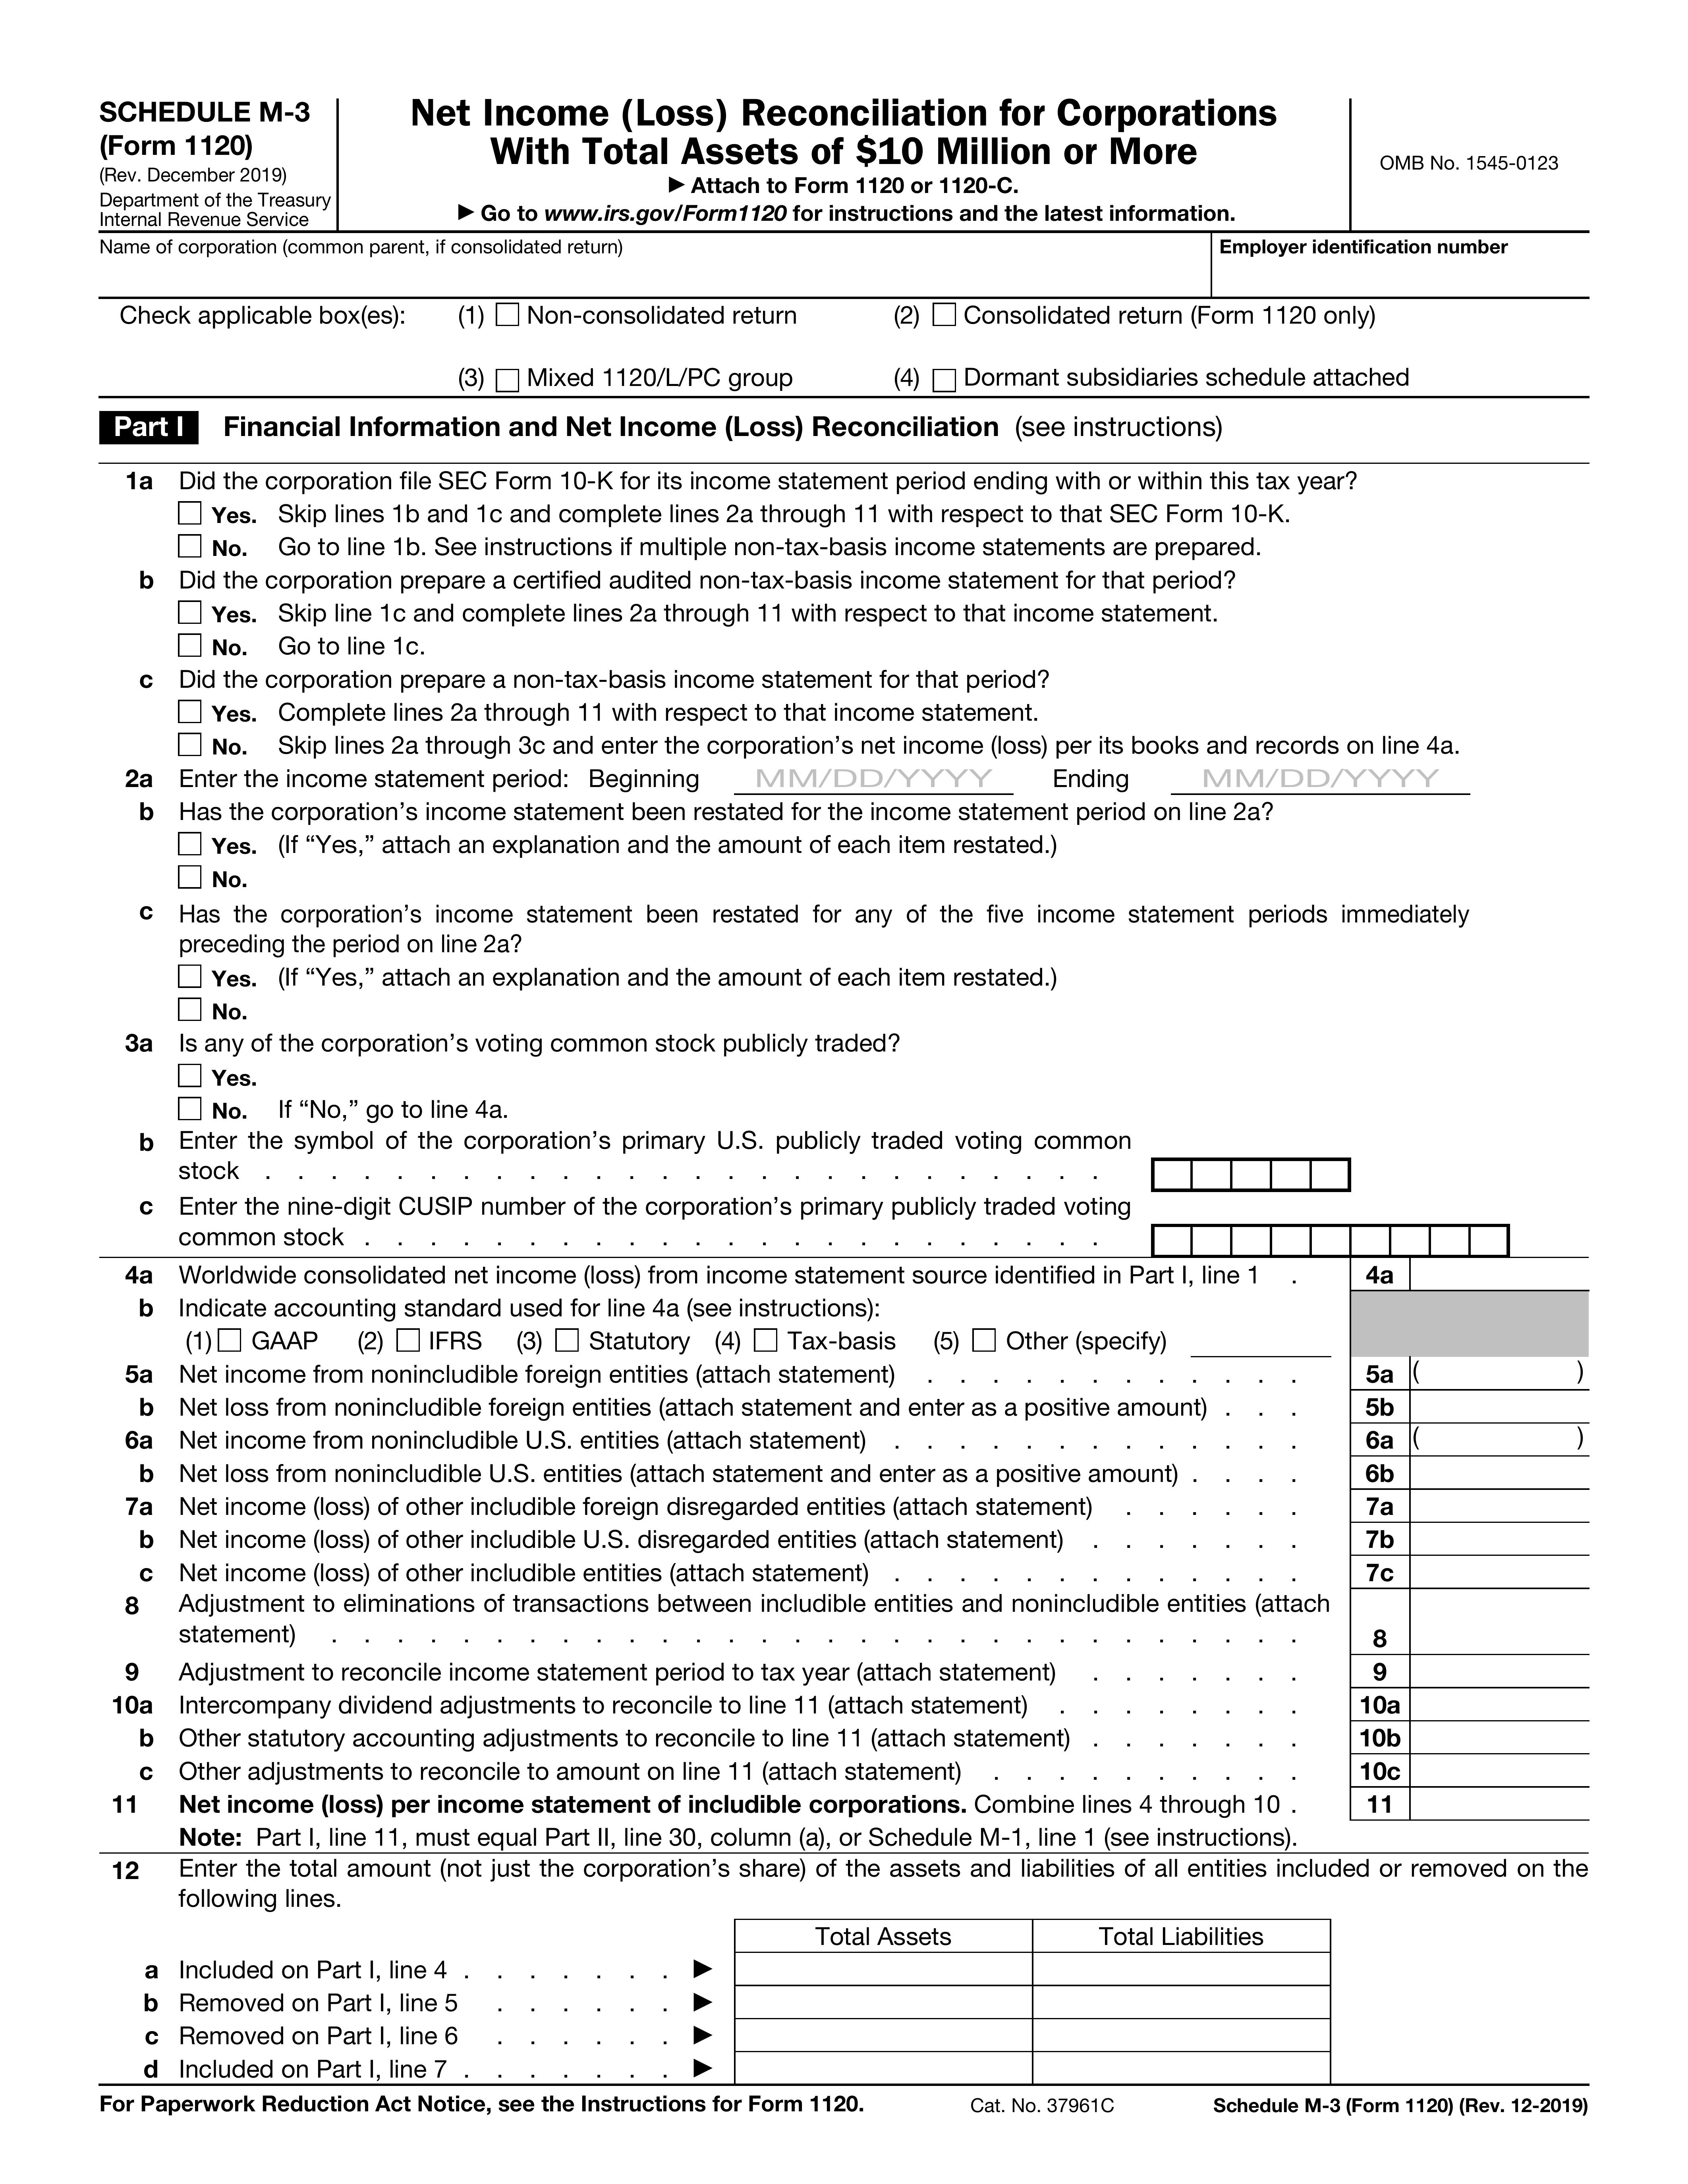 SCHEDULE M-3
(Form 1120)
(Rev. December 2019)
Department of the Treasury
Internal Revenue Service
Net Income (Loss) Reconciliation for Corporations
With Total Assets of $10 Million or More
▶ Attach to Form 1120 or 1120-C.
▶ Go to www.irs.gov/Form1120 for instructions and the latest information.
OMB No. 1545-0123
Name of corporation (common parent, if consolidated return)
Employer identification number
Check applicable box(es): (1) Non-consolidated return (2) Consolidated return (Form 1120 only)
(3) Mixed 1120/L/PC group (4) Dormant subsidiaries schedule attached
Part I Financial Information and Net Income (Loss) Reconciliation (see instructions)
1a Did the corporation file SEC Form 10-K for its income statement period ending with or within this tax year?
Yes. Skip lines 1b and 1c and complete lines 2a through 11 with respect to that SEC Form 10-K.
No. Go to line 1b. See instructions if multiple non-tax-basis income statements are prepared.
b Did the corporation prepare a certified audited non-tax-basis income statement for that period?
Yes. Skip line 1c and complete lines 2a through 11 with respect to that income statement.
No. Go to line 1c.
c Did the corporation prepare a non-tax-basis income statement for that period?
Yes. Complete lines 2a through 11 with respect to that income statement.
No. Skip lines 2a through 3c and enter the corporation's net income (loss) per its books and records on line 4a.
2a Enter the income statement period: Beginning MM/DD/YYYY Ending MM/DD/YYYY
b Has the corporation's income statement been restated for the income statement period on line 2a?
Yes. (If "Yes," attach an explanation and the amount of each item restated.)
No.
c Has the corporation's income statement been restated for any of the five income statement periods immediately
preceding the period on line 2a?
Yes. (If "Yes," attach an explanation and the amount of each item restated.)
No.
3a Is any of the corporation's voting common stock publicly traded?
Yes.
No. If "No," go to line 4a.
b Enter the symbol of the corporation's primary U.S. publicly traded voting common
stock . . . . . . . . . . . . . . . . . . . . . . . . . .
c Enter the nine-digit CUSIP number of the corporation's primary publicly traded voting
common stock . . . . . . . . . . . . . . . . . . . . . . .
4a Worldwide consolidated net income (loss) from income statement source identified in Part I, line 1 . 4a
b Indicate accounting standard used for line 4a (see instructions):
(1) GAAP (2) IFRS (3) Statutory (4) Tax-basis (5) Other (specify)
5a Net income from nonincludible foreign entities (attach statement) . . . . . . . . . . . . 5a ( )
b Net loss from nonincludible foreign entities (attach statement and enter as a positive amount) . . . 5b
6a Net income from nonincludible U.S. entities (attach statement) . . . . . . . . . . . . . 6a ( )
b Net loss from nonincludible U.S. entities (attach statement and enter as a positive amount) . . . . 6b
7a Net income (loss) of other includible foreign disregarded entities (attach statement) . . . . . . 7a
b Net income (loss) of other includible U.S. disregarded entities (attach statement) . . . . . . . 7b
c Net income (loss) of other includible entities (attach statement) . . . . . . . . . . . . . 7c
8 Adjustment to eliminations of transactions between includible entities and nonincludible entities (attach
statement) . . . . . . . . . . . . . . . . . . . . . . . . . . . . . . 8
9 Adjustment to reconcile income statement period to tax year (attach statement) . . . . . . . 9
10a Intercompany dividend adjustments to reconcile to line 11 (attach statement) . . . . . . . . 10a
b Other statutory accounting adjustments to reconcile to line 11 (attach statement) . . . . . . . 10b
c Other adjustments to reconcile to amount on line 11 (attach statement) . . . . . . . . . . 10c
11 Net income (loss) per income statement of includible corporations. Combine lines 4 through 10 . 11
Note: Part I, line 11, must equal Part II, line 30, column (a), or Schedule M-1, line 1 (see instructions).
12 Enter the total amount (not just the corporation's share) of the assets and liabilities of all entities included or removed on the
following lines.
Total Assets Total Liabilities
a Included on Part I, line 4 . . . . . . . ▶
b Removed on Part I, line 5 . . . . . . ▶
c Removed on Part I, line 6 . . . . . . ▶
d Included on Part I, line 7 . . . . . . . ▶
For Paperwork Reduction Act Notice, see the Instructions for Form 1120. Cat. No. 37961C Schedule M-3 (Form 1120) (Rev. 12-2019)